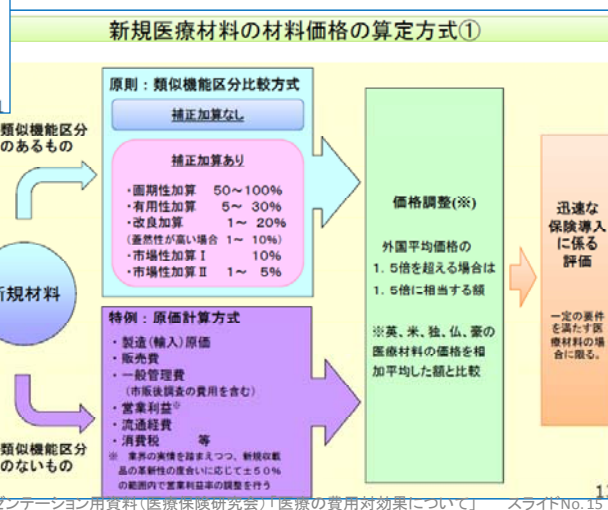 新規医療材料の材料価格の算定方式①
類似機能区分
のあるもの
原則：類似機能区分比較方式
補正加算なし
補正加算あり
・画期性加算 50～100%
・有用性加算 5～ 30%
・改良加算 1～ 20%
(蓋然性が高い場合 1～ 10%)
・市場性加算Ⅰ 10%
・市場性加算Ⅱ 1～ 5%
新規材料
特例：原価計算方式
・製造(輸入)原価
・販売費
・一般管理費
(市販後調査の費用を含む)
・営業利益※
・流通経費
・消費税 等
※ 業界の実情を踏まえつつ、新規収載
品の革新性の度合いに応じて±５０％
の範囲内で営業利益率の調整を行う
類似機能区分
のないもの
価格調整(※)
外国平均価格の
１．５倍を超える場合は
１．５倍に相当する額
※英、米、独、仏、豪の
医療材料の価格を相
加平均した額と比較
迅速な
保険導入
に係る
評価
一定の要件
を満たす医
療材料の場
合に限る。
ゼンテーション用資料(医療保険研究会)「医療の費用対効果について」 スライドNo.15